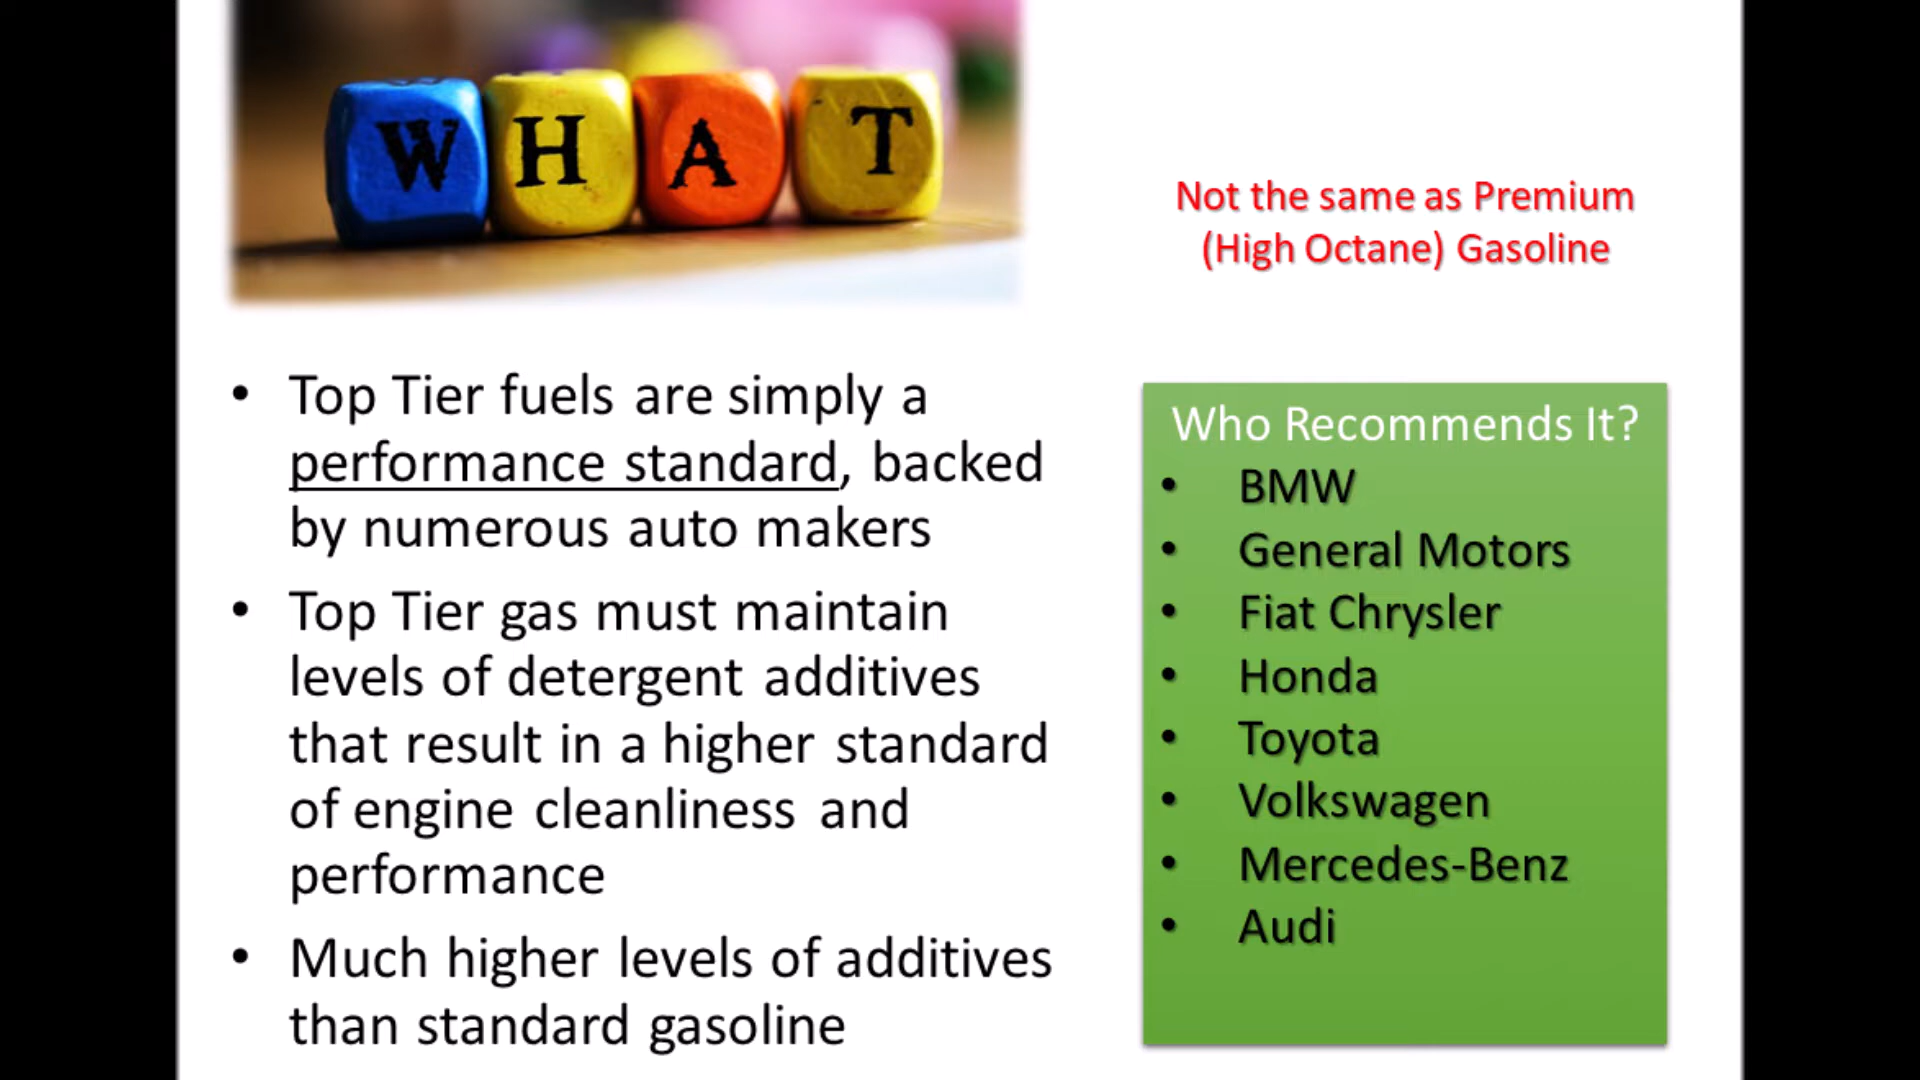 WHAT
Not the same as Premium
(High Octane) Gasoline
• Top Tier fuels are simply a
performance standard, backed
by numerous auto makers
• Top Tier gas must maintain
levels of detergent additives
that result in a higher standard
of engine cleanliness and
performance
• Much higher levels of additives
than standard gasoline
Who Recommends It?
• BMW
• General Motors
• Fiat Chrysler
• Honda
• Toyota
• Volkswagen
• Mercedes-Benz
• Audi